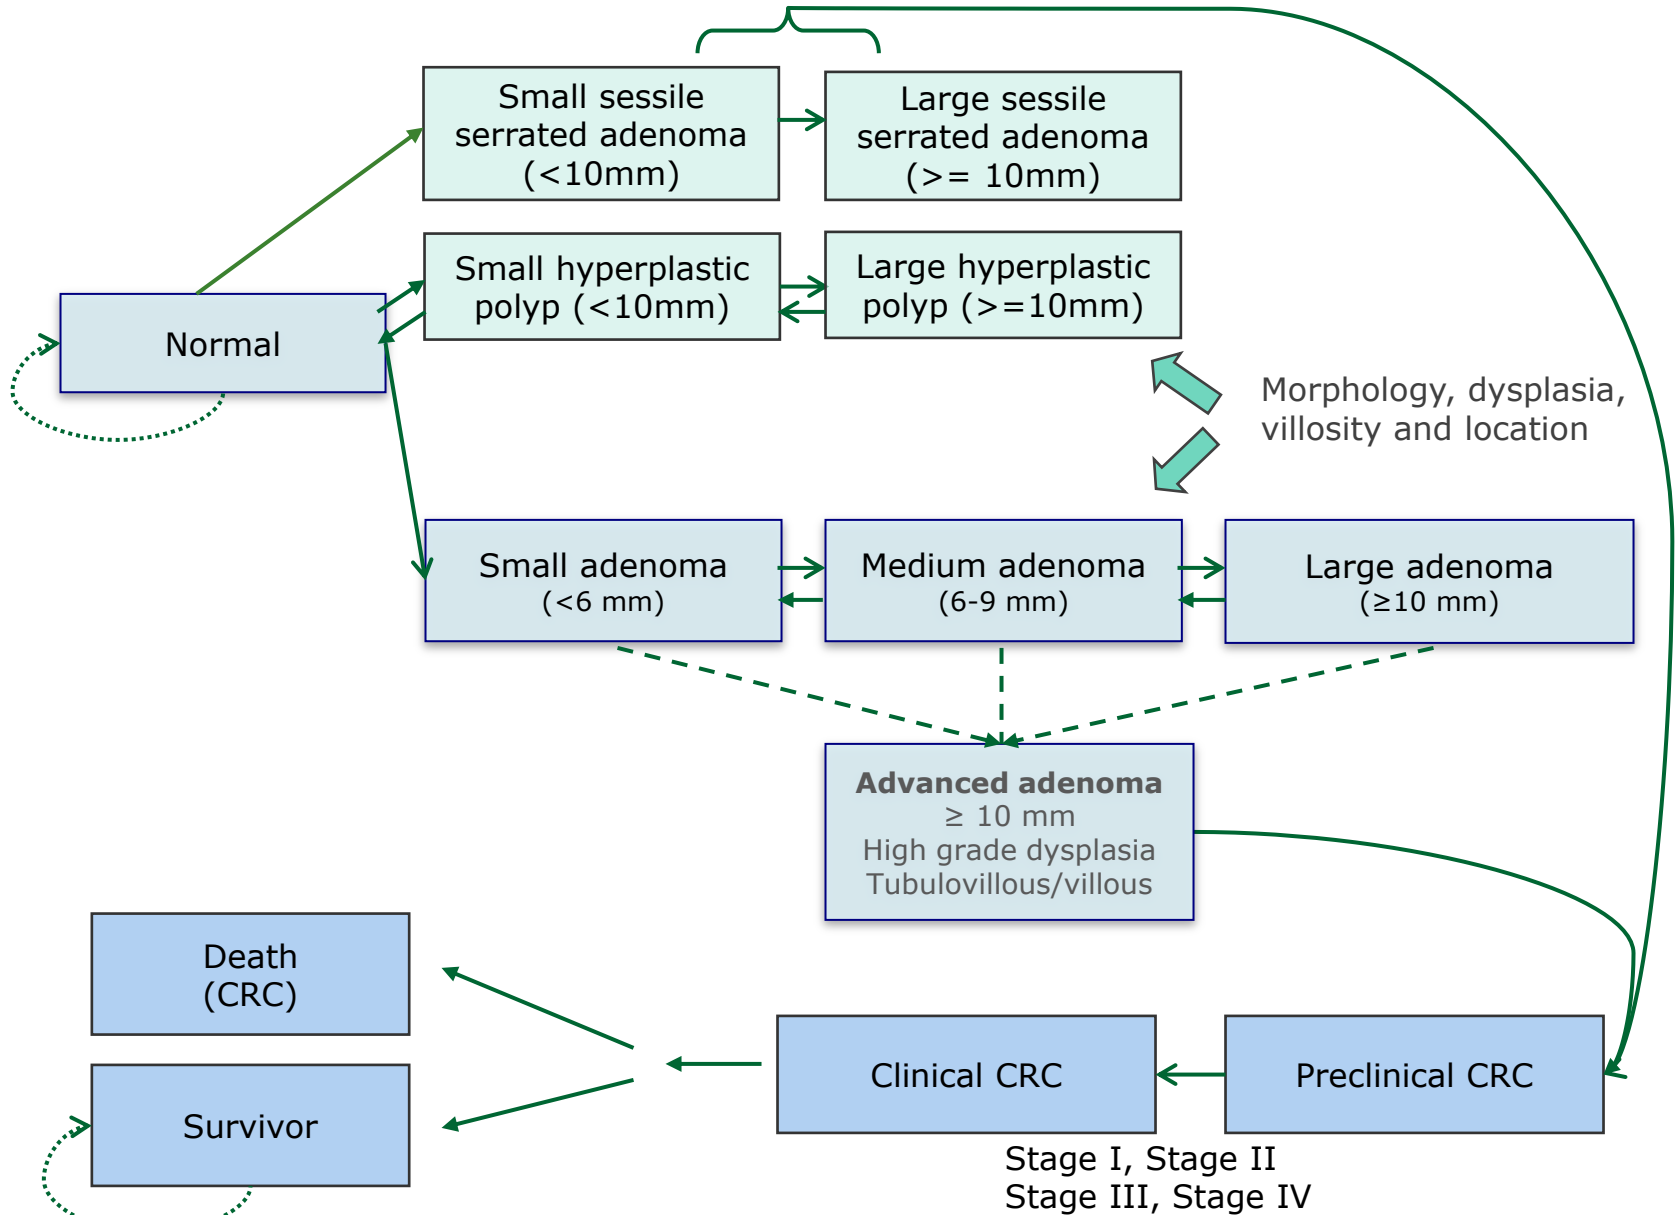 Small sessile
serrated adenoma
(<10mm)
Large sessile
serrated adenoma
(>= 10mm)
Small hyperplastic
polyp (<10mm)
Large hyperplastic
polyp (>=10mm)
Normal
Morphology, dysplasia,
villosity and location
Small adenoma
(<6 mm)
Medium adenoma
(6-9 mm)
Large adenoma
(≥10 mm)
Advanced adenoma
≥ 10 mm
High grade dysplasia
Tubulovillous/villous
Death
(CRC)
Survivor
Clinical CRC
Preclinical CRC
Stage I, Stage II
Stage III, Stage IV